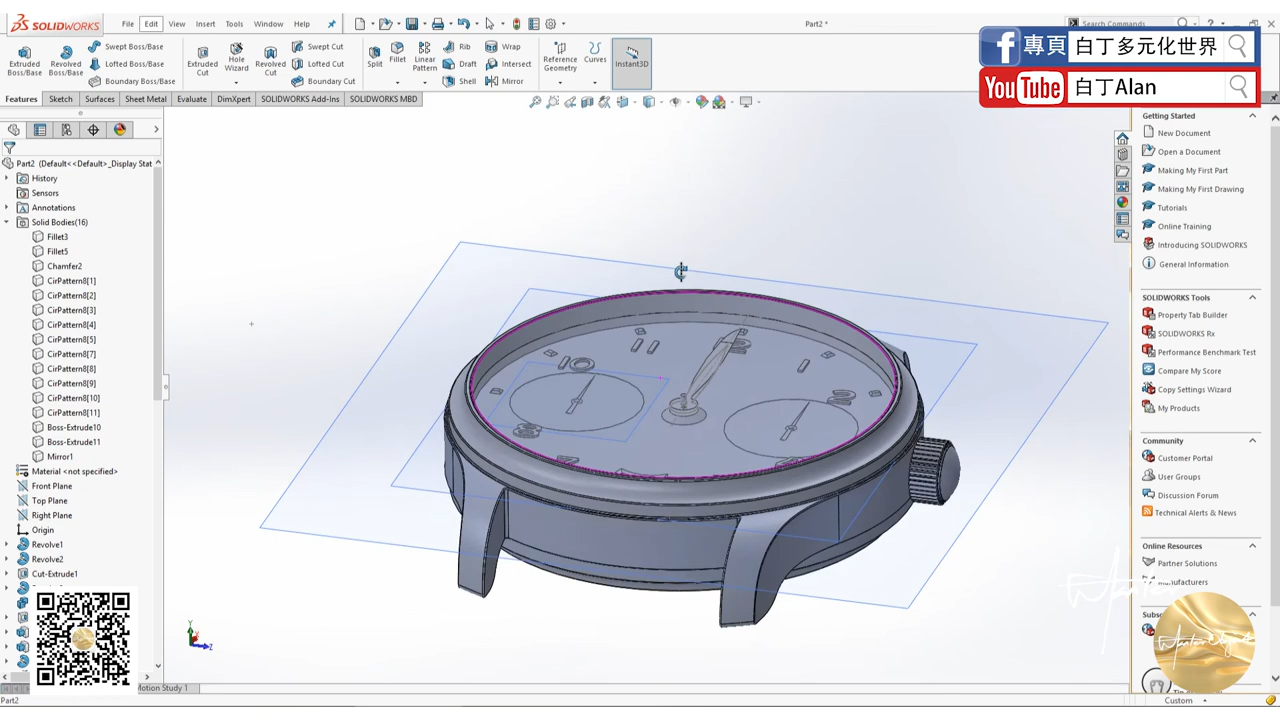 SOLIDWORKS
File Edit View Insert Tools Window Help
Part2 *
Search Commands
Extruded Boss/Base
Revolved Boss/Base
Swept Boss/Base
Lofted Boss/Base
Boundary Boss/Base
Extruded Cut
Hole Wizard
Revolved Cut
Swept Cut
Lofted Cut
Boundary Cut
Split
Fillet
Linear Pattern
Rib
Draft
Shell
Wrap
Intersect
Mirror
Reference Geometry
Curves
Instant3D
專頁 白丁多元化世界
YouTube 白丁Alan
Features Sketch Surfaces Sheet Metal Evaluate DimXpert SOLIDWORKS Add-Ins SOLIDWORKS MBD
Part2 (Default<<Default>_Display Stat
History
Sensors
Annotations
Solid Bodies(16)
Fillet3
Fillet5
Chamfer2
CirPattern8[1]
CirPattern8[2]
CirPattern8[3]
CirPattern8[4]
CirPattern8[5]
CirPattern8[7]
CirPattern8[8]
CirPattern8[9]
CirPattern8[10]
CirPattern8[11]
Boss-Extrude10
Boss-Extrude11
Mirror1
Material <not specified>
Front Plane
Top Plane
Right Plane
Origin
Revolve1
Revolve2
Cut-Extrude1
Motion Study 1
Part2
10
2
8
Y
Z
Getting Started
New Document
Open a Document
Making My First Part
Making My First Drawing
Tutorials
Online Training
Introducing SOLIDWORKS
General Information
SOLIDWORKS Tools
Property Tab Builder
SOLIDWORKS Rx
Performance Benchmark Test
Compare My Score
Copy Settings Wizard
My Products
Community
Customer Portal
User Groups
Discussion Forum
Technical Alerts & News
Online Resources
Partner Solutions
Manufacturers
Custom